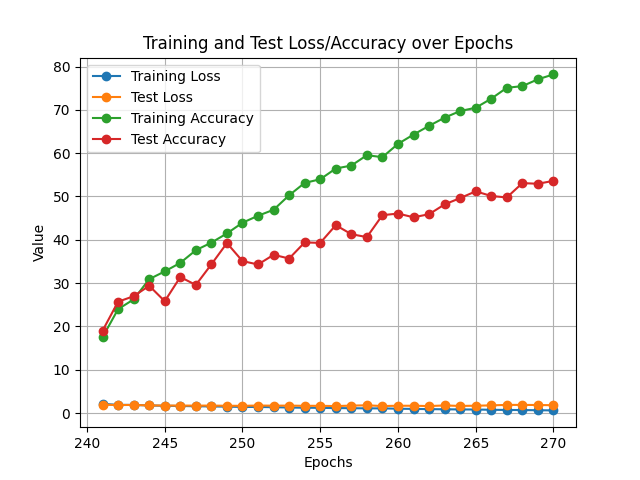 Training and Test Loss/Accuracy over Epochs
Training Loss
Test Loss
Training Accuracy
Test Accuracy
Value
80
70
60
50
40
30
20
10
0
240 245 250 255 260 265 270
Epochs